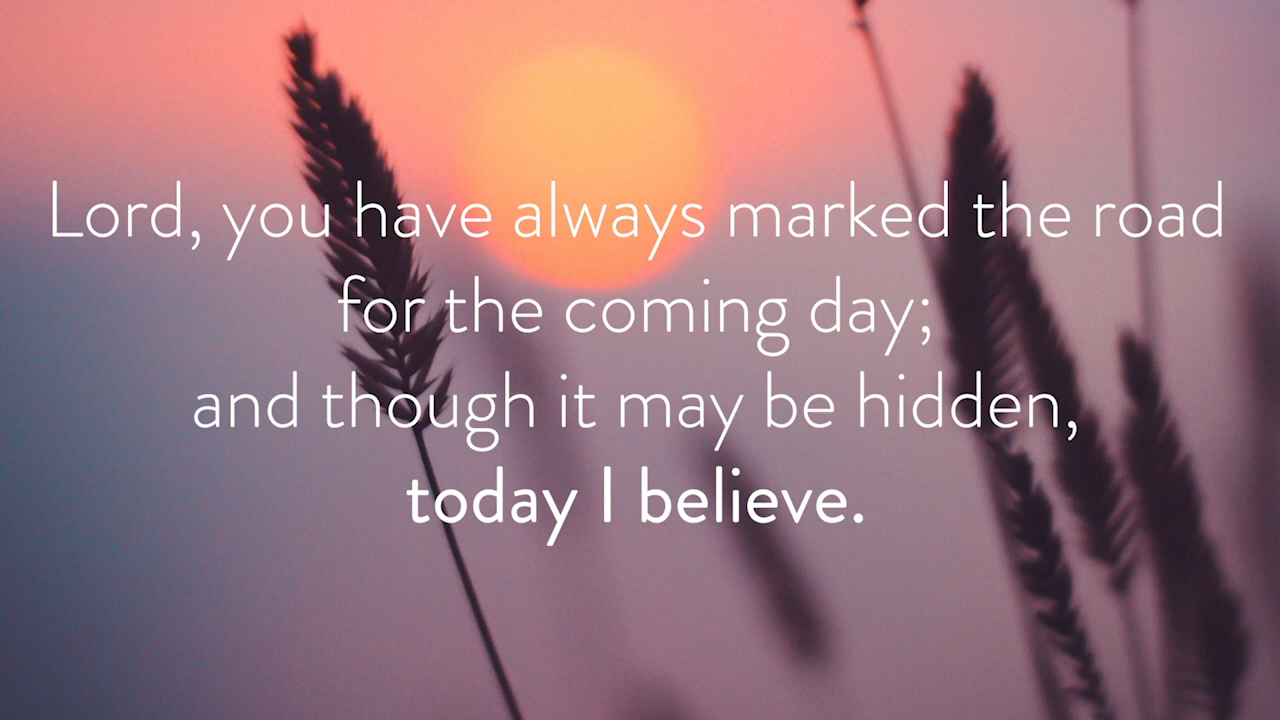 Lord, you have always marked the road
for the coming day;
and though it may be hidden,
today I believe.